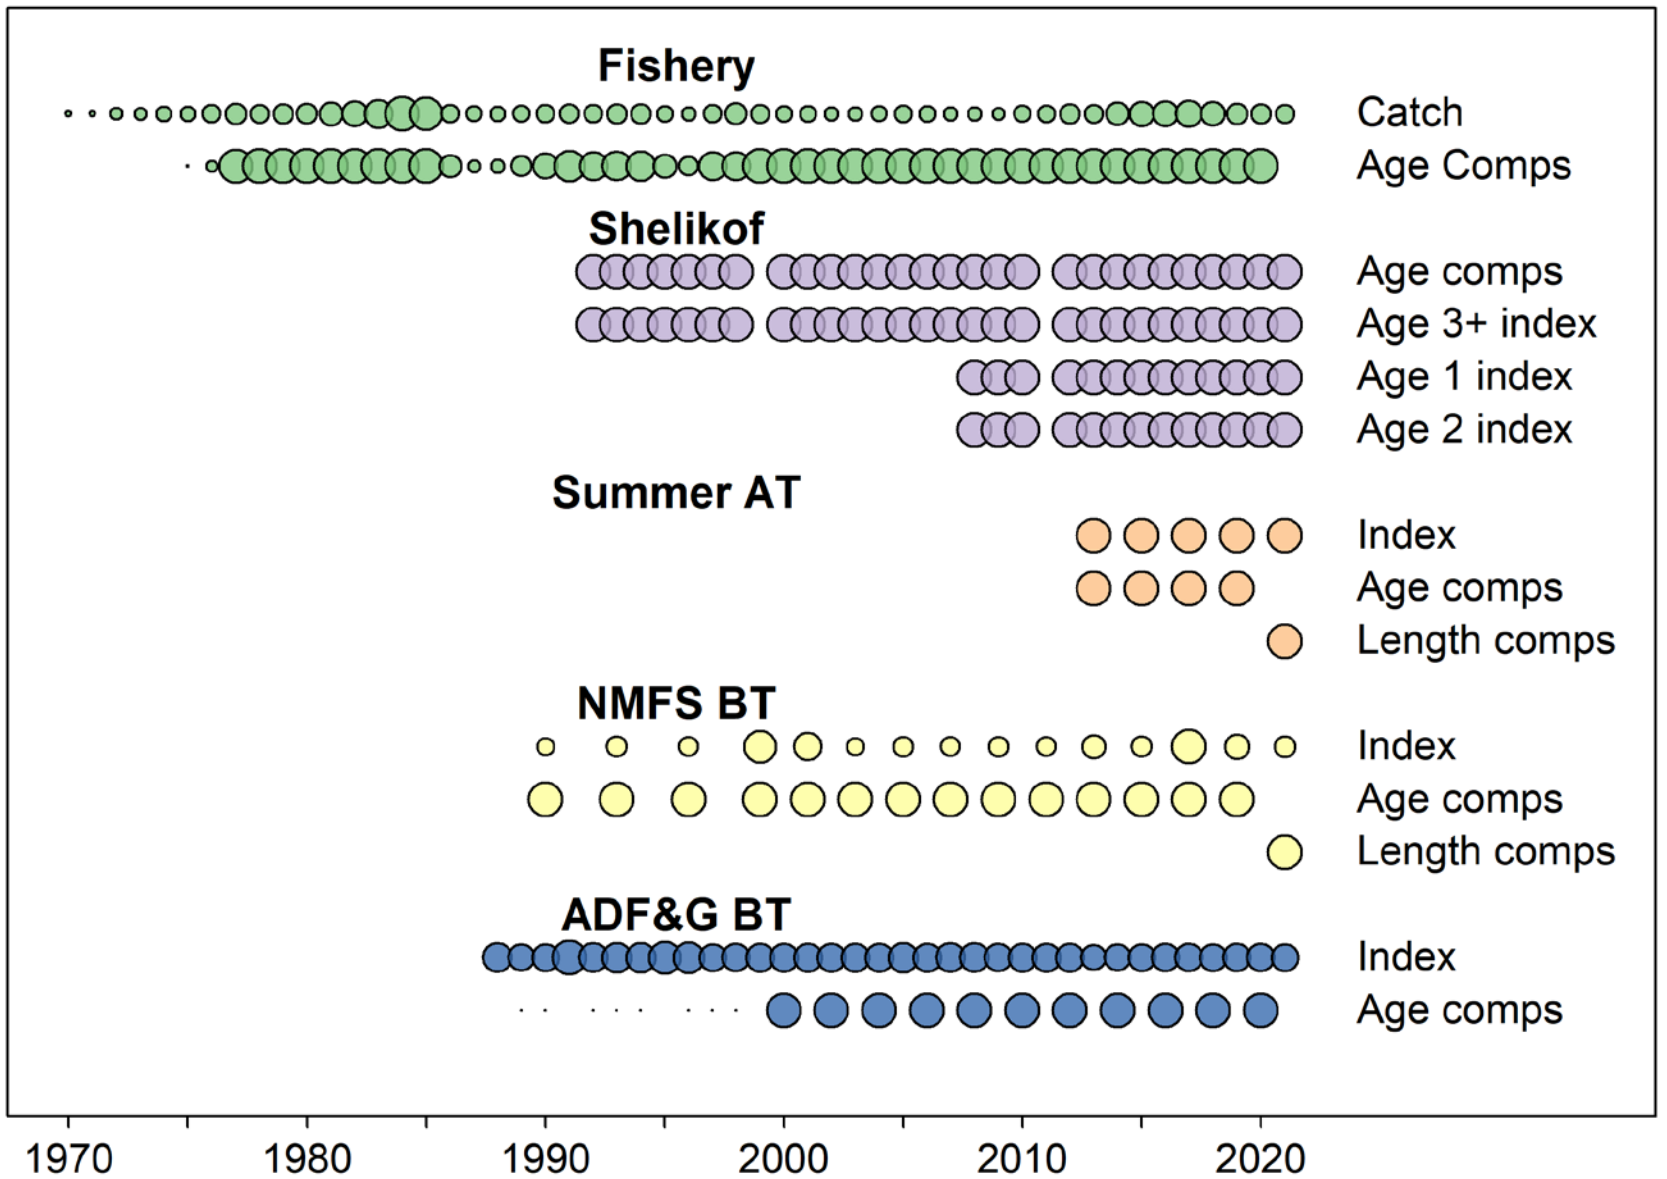 Fishery
Catch
Age Comps
Shelikof
Age comps
Age 3+ index
Age 1 index
Age 2 index
Summer AT
Index
Age comps
Length comps
NMFS BT
Index
Age comps
Length comps
ADF&G BT
Index
Age comps
1970 1980 1990 2000 2010 2020